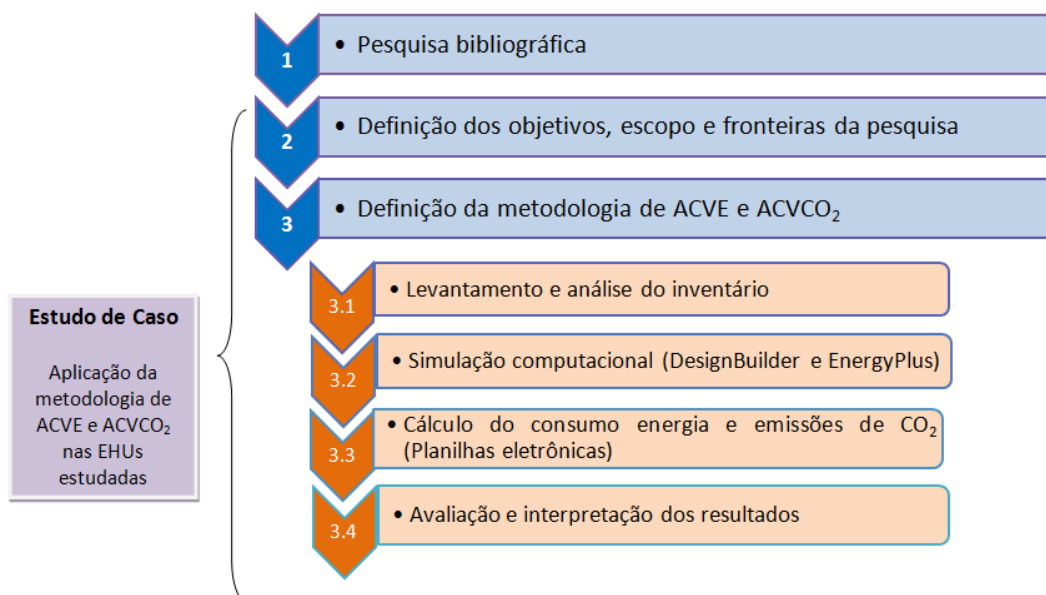 1
• Pesquisa bibliográfica
2
• Definição dos objetivos, escopo e fronteiras da pesquisa
3
• Definição da metodologia de ACVE e ACVCO₂
3.1
• Levantamento e análise do inventário
3.2
• Simulação computacional (DesignBuilder e EnergyPlus)
3.3
• Cálculo do consumo energia e emissões de CO₂
(Planilhas eletrônicas)
3.4
• Avaliação e interpretação dos resultados
Estudo de Caso
Aplicação da
metodologia de
ACVE e ACVCO₂
nas EHUs
estudadas